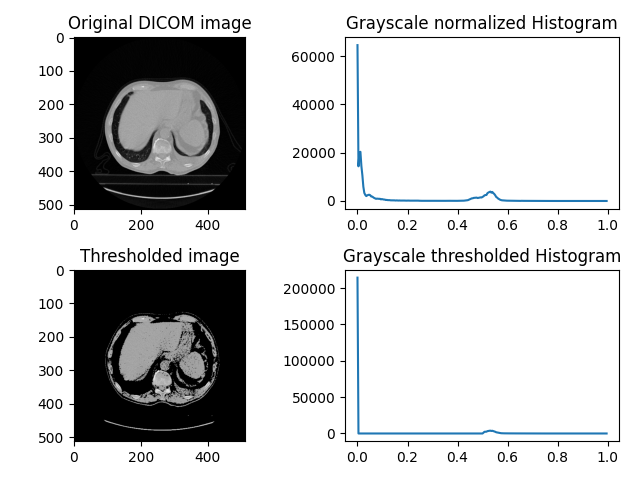 Original DICOM image
0
100
200
300
400
500
0 200 400
Grayscale normalized Histogram
60000
40000
20000
0
0.0 0.2 0.4 0.6 0.8 1.0
Thresholded image
0
100
200
300
400
500
0 200 400
Grayscale thresholded Histogram
200000
150000
100000
50000
0
0.0 0.2 0.4 0.6 0.8 1.0